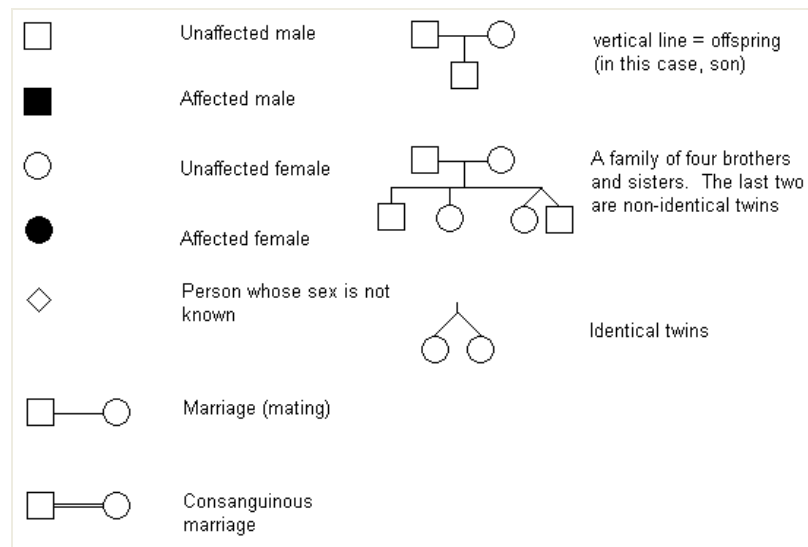 Unaffected male
Affected male
Unaffected female
Affected female
Person whose sex is not
known
Marriage (mating)
Consanguinous
marriage
vertical line = offspring
(in this case, son)
A family of four brothers
and sisters. The last two
are non-identical twins
Identical twins